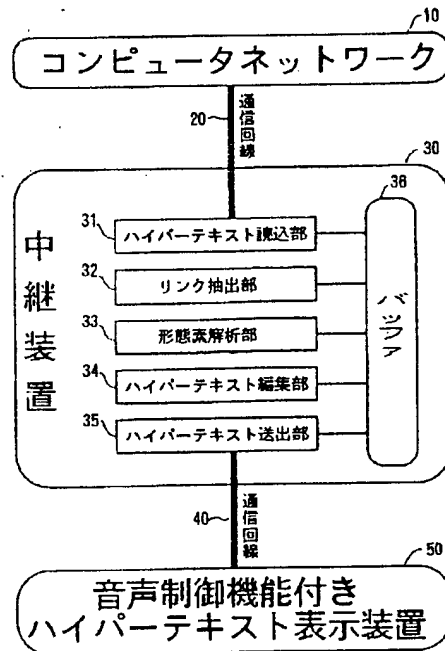 10
コンピュータネットワーク
20
通信回線
30
36
中継装置
31
ハイパーテキスト読込部
32
リンク抽出部
33
形態素解析部
34
ハイパーテキスト編集部
35
ハイパーテキスト送出部
バッファ
40
通信回線
50
音声制御機能付き
ハイパーテキスト表示装置